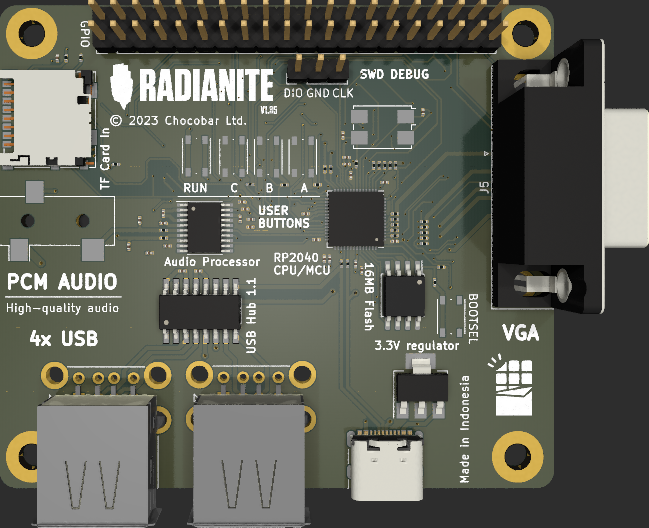 GPIO
RADIANITE
V1.35
© 2023 Chocobar Ltd.
SWD DEBUG
DIO GND CLK
TF Card In
RUN C B A
USER
BUTTONS
J5
Audio Processor
RP2040
CPU/MCU
PCM AUDIO
High-quality audio
4x USB
USB Hub 1.1
16MB Flash
BOOTSEL
3.3V regulator
VGA
Made in Indonesia